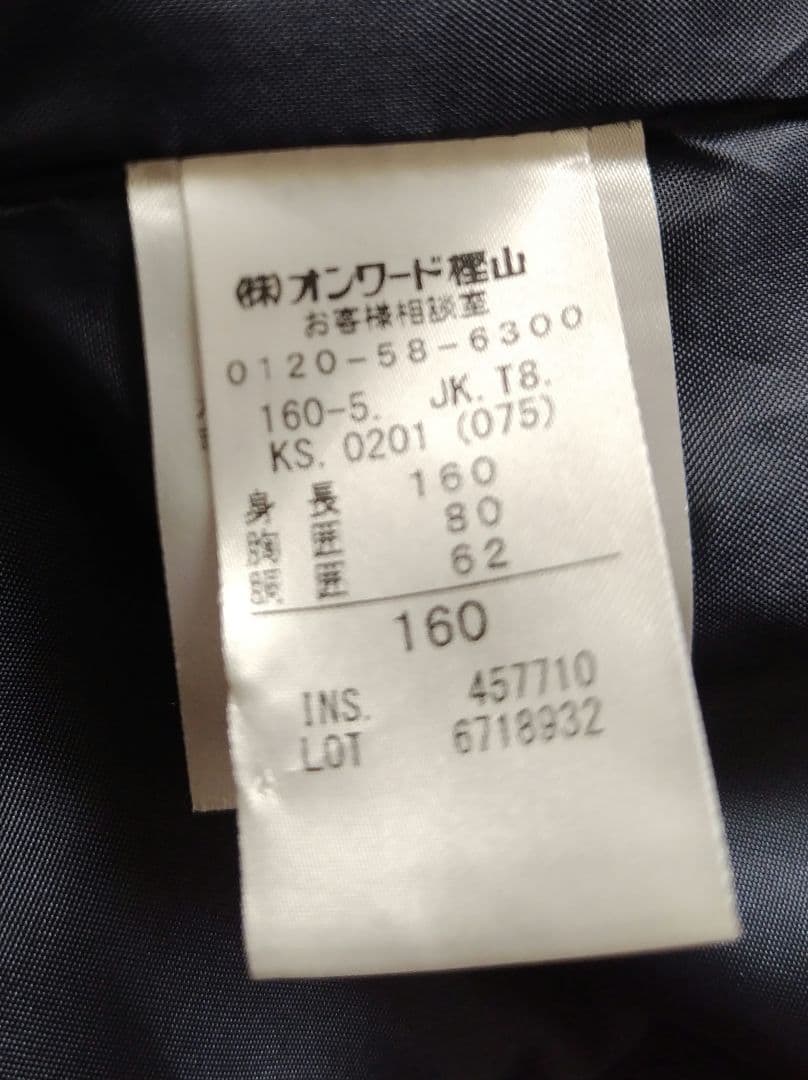 ㈱オンワード樫山
お客様相談室
0120-58-6300
160-5. JK. T8.
KS. 0201 (075)
身長 160
胸囲 80
胴囲 62
160
INS. 457710
LOT 6718932